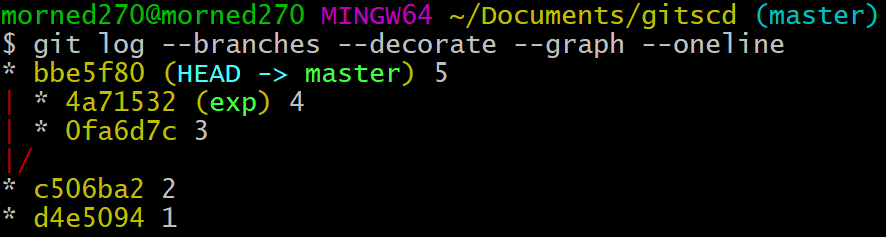 morned270@morned270 MINGW64 ~/Documents/gitscd (master)
$ git log --branches --decorate --graph --oneline
* bbe5f80 (HEAD -> master) 5
| * 4a71532 (exp) 4
| * 0fa6d7c 3
|/
* c506ba2 2
* d4e5094 1